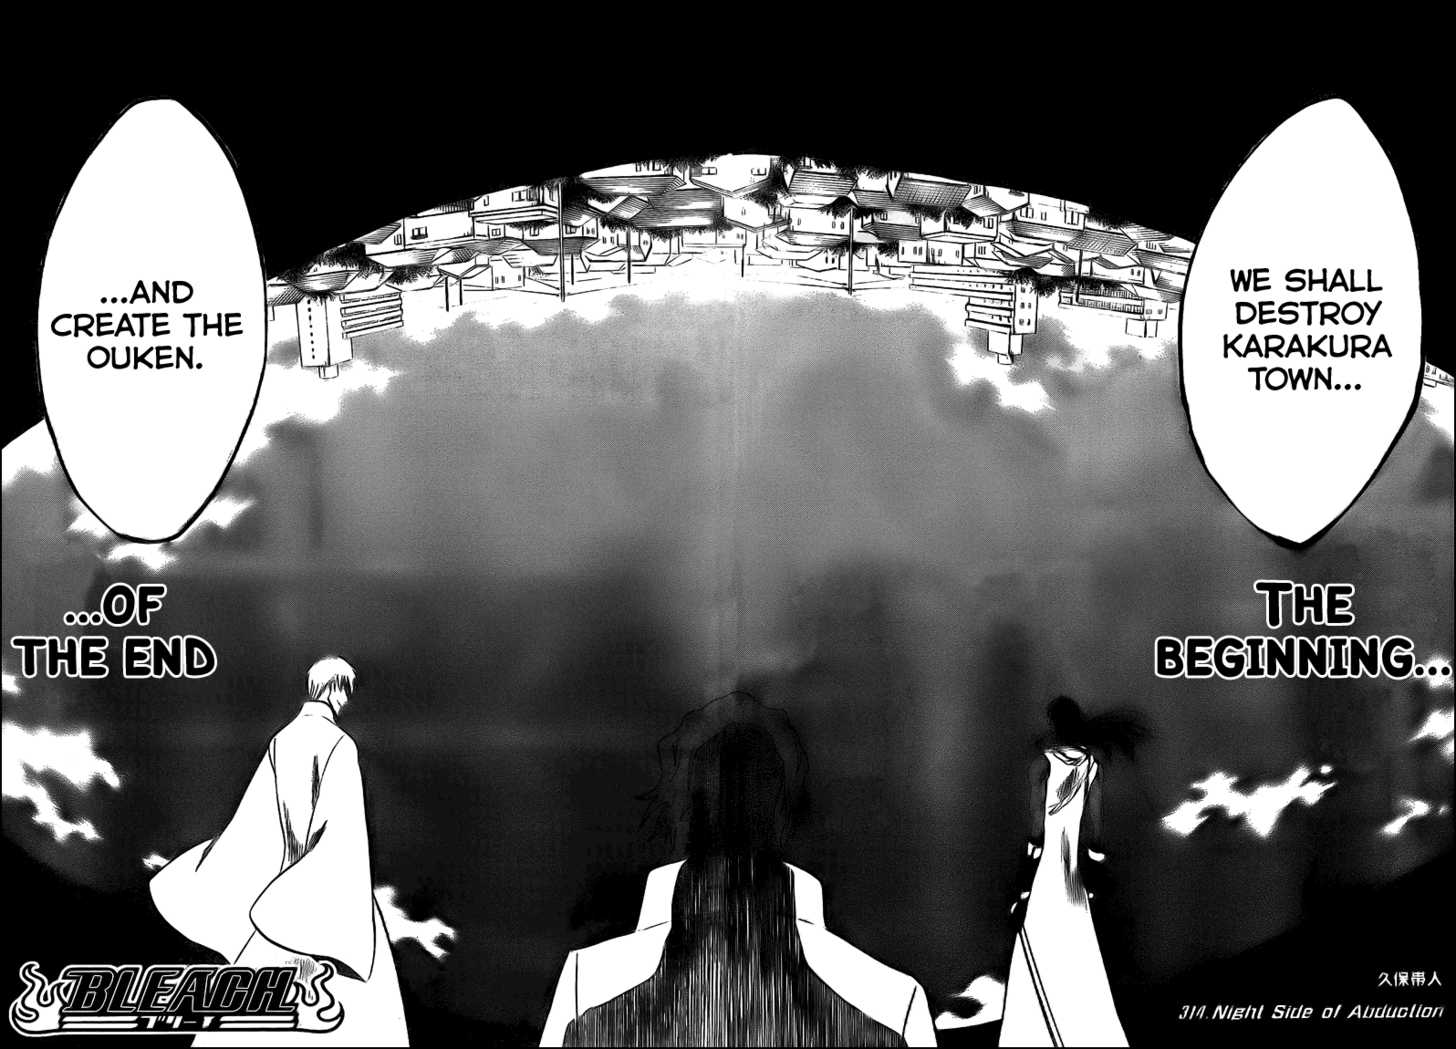 WE SHALL
DESTROY
KARAKURA
TOWN...
...AND
CREATE THE
OUKEN.
THE
BEGINNING...
...OF
THE END
BLEACH
ブリーチ
久保帯人
314. Night Side of Abduction